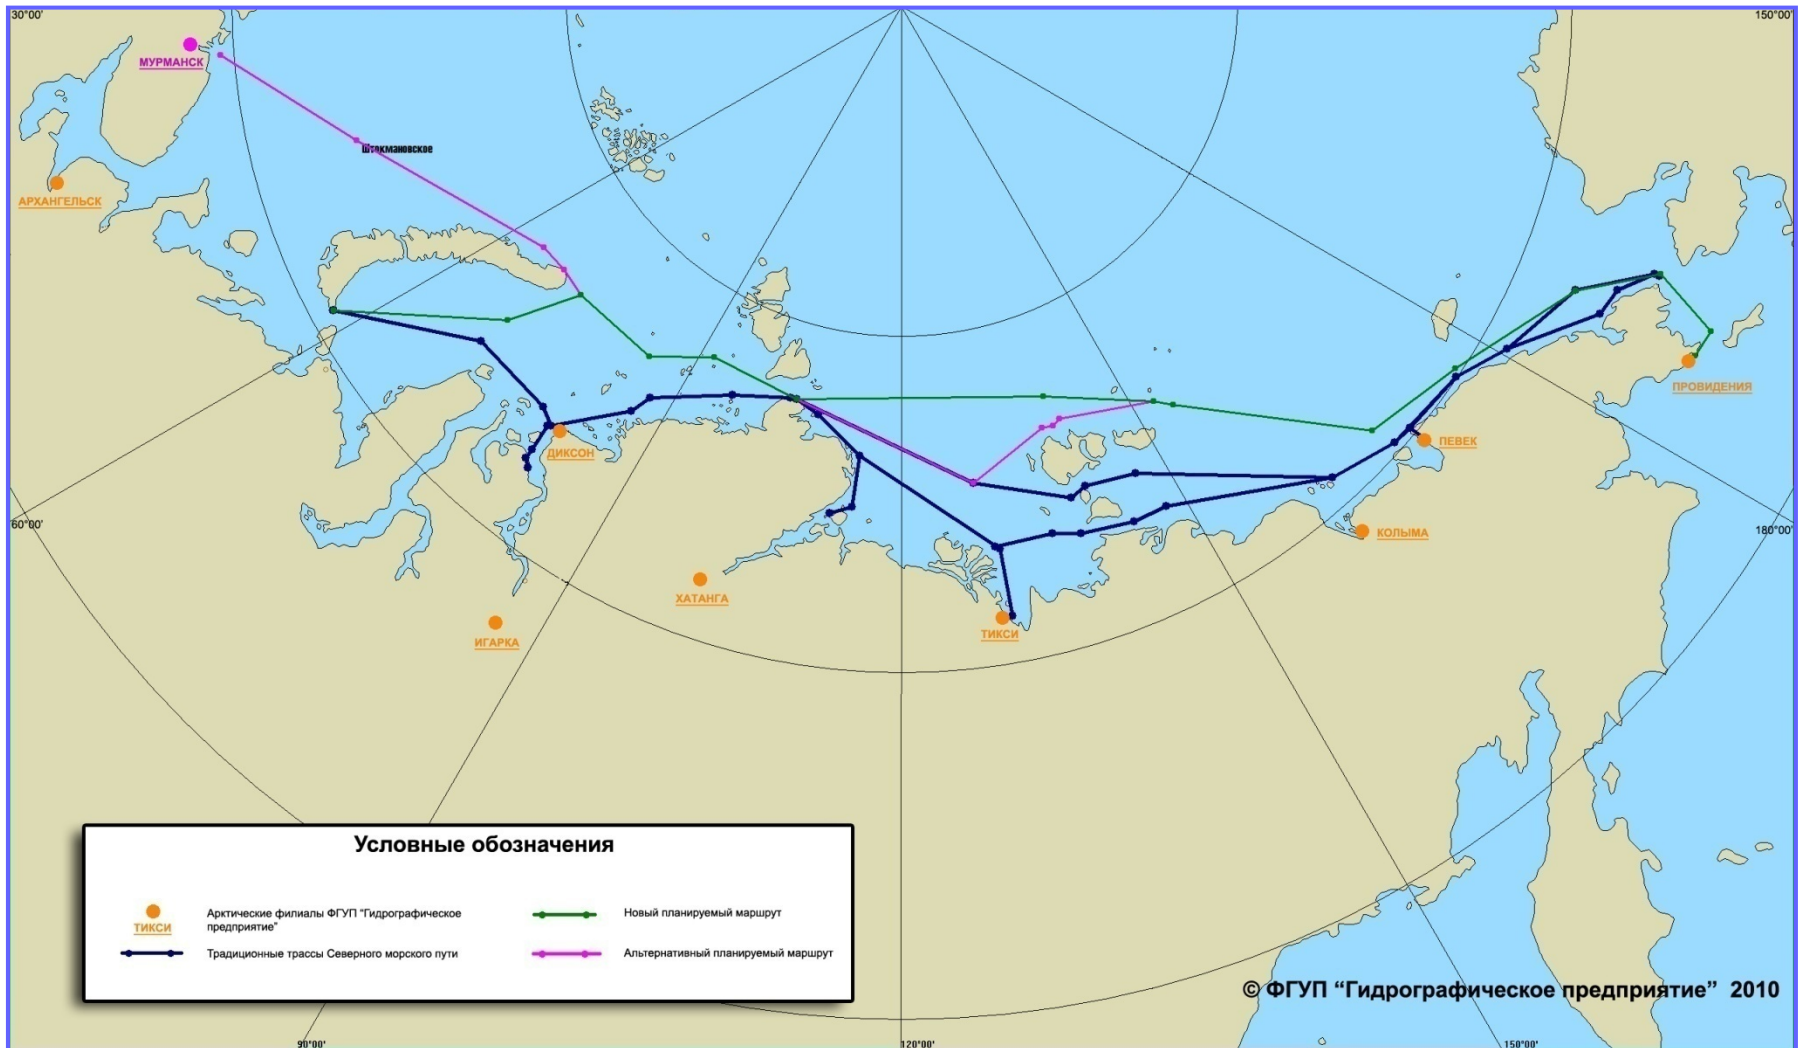 30°00'
150°00'
МУРМАНСК
Штокмановское
АРХАНГЕЛЬСК
ПРОВИДЕНИЯ
ПЕВЕК
ДИКСОН
60°00'
180°00'
КОЛЫМА
ХАТАНГА
ТИКСИ
ИГАРКА
Условные обозначения
Арктические филиалы ФГУП "Гидрографическое
предприятие"
ТИКСИ
Новый планируемый маршрут
Традиционные трассы Северного морского пути
Альтернативный планируемый маршрут
© ФГУП “Гидрографическое предприятие” 2010
90°00'
120°00'
150°00'